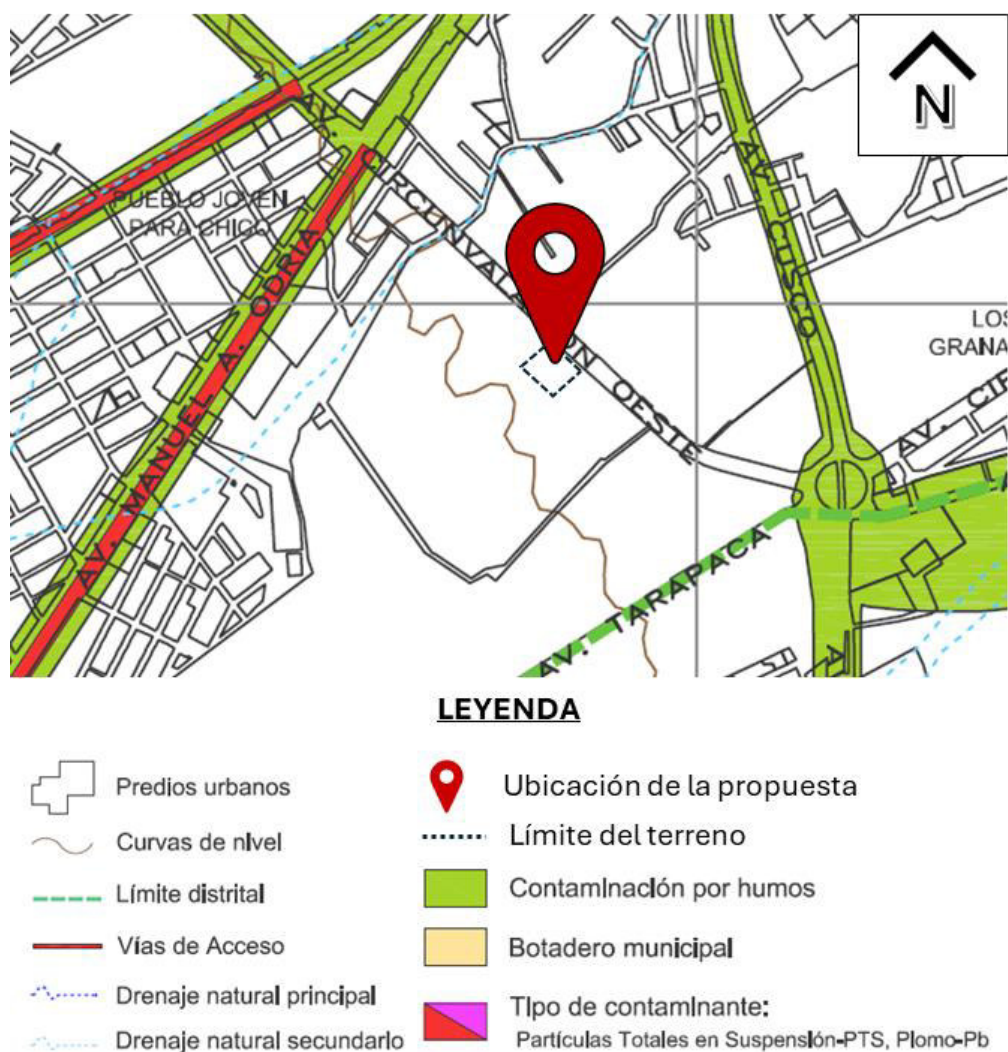 N
AV. CIRCUNVALACION OESTE
PUEBLO JOVEN
PARA CHICO
AV. MANUEL A. ODRIA
AV. CUSCO
LOS
GRANA
AV. CIR
AV. TARAPACA
A
LEYENDA
Predios urbanos
Curvas de nivel
Límite distrital
Vías de Acceso
Drenaje natural principal
Drenaje natural secundario
Ubicación de la propuesta
Límite del terreno
Contaminación por humos
Botadero municipal
Tipo de contaminante:
Partículas Totales en Suspensión-PTS, Plomo-Pb